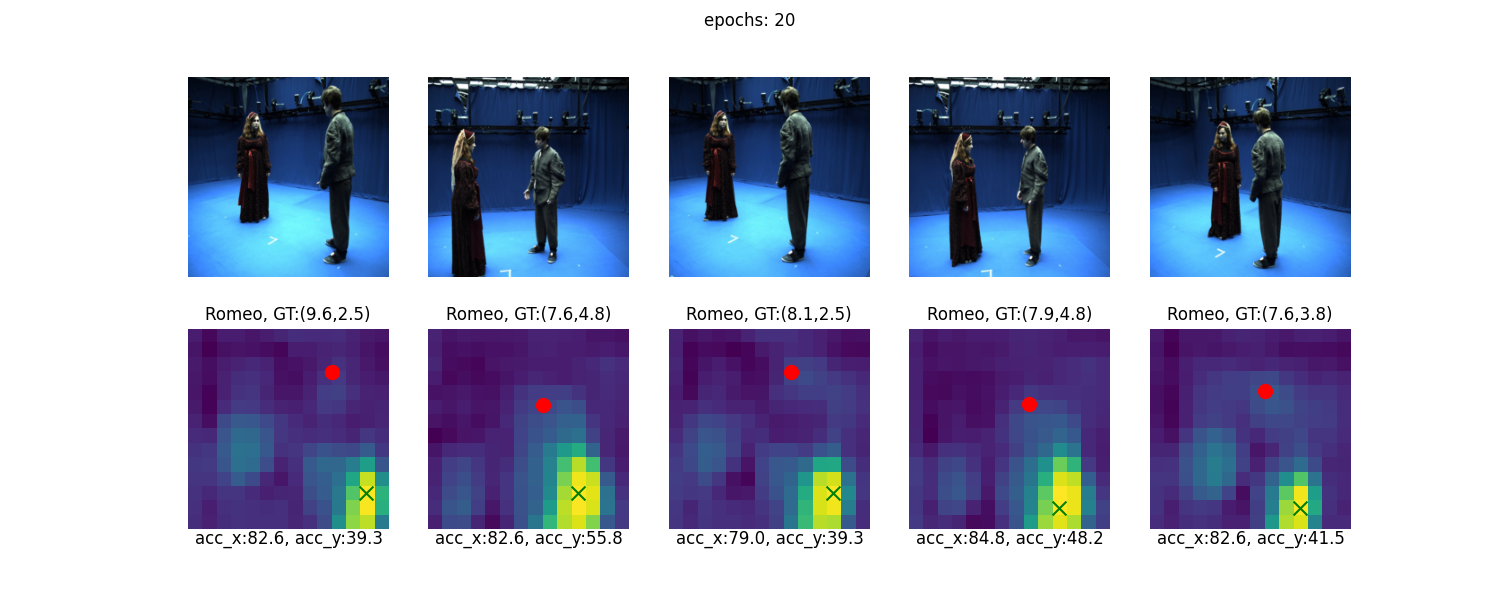 epochs: 20
Romeo, GT:(9.6,2.5)
Romeo, GT:(7.6,4.8)
Romeo, GT:(8.1,2.5)
Romeo, GT:(7.9,4.8)
Romeo, GT:(7.6,3.8)
acc_x:82.6, acc_y:39.3
acc_x:82.6, acc_y:55.8
acc_x:79.0, acc_y:39.3
acc_x:84.8, acc_y:48.2
acc_x:82.6, acc_y:41.5